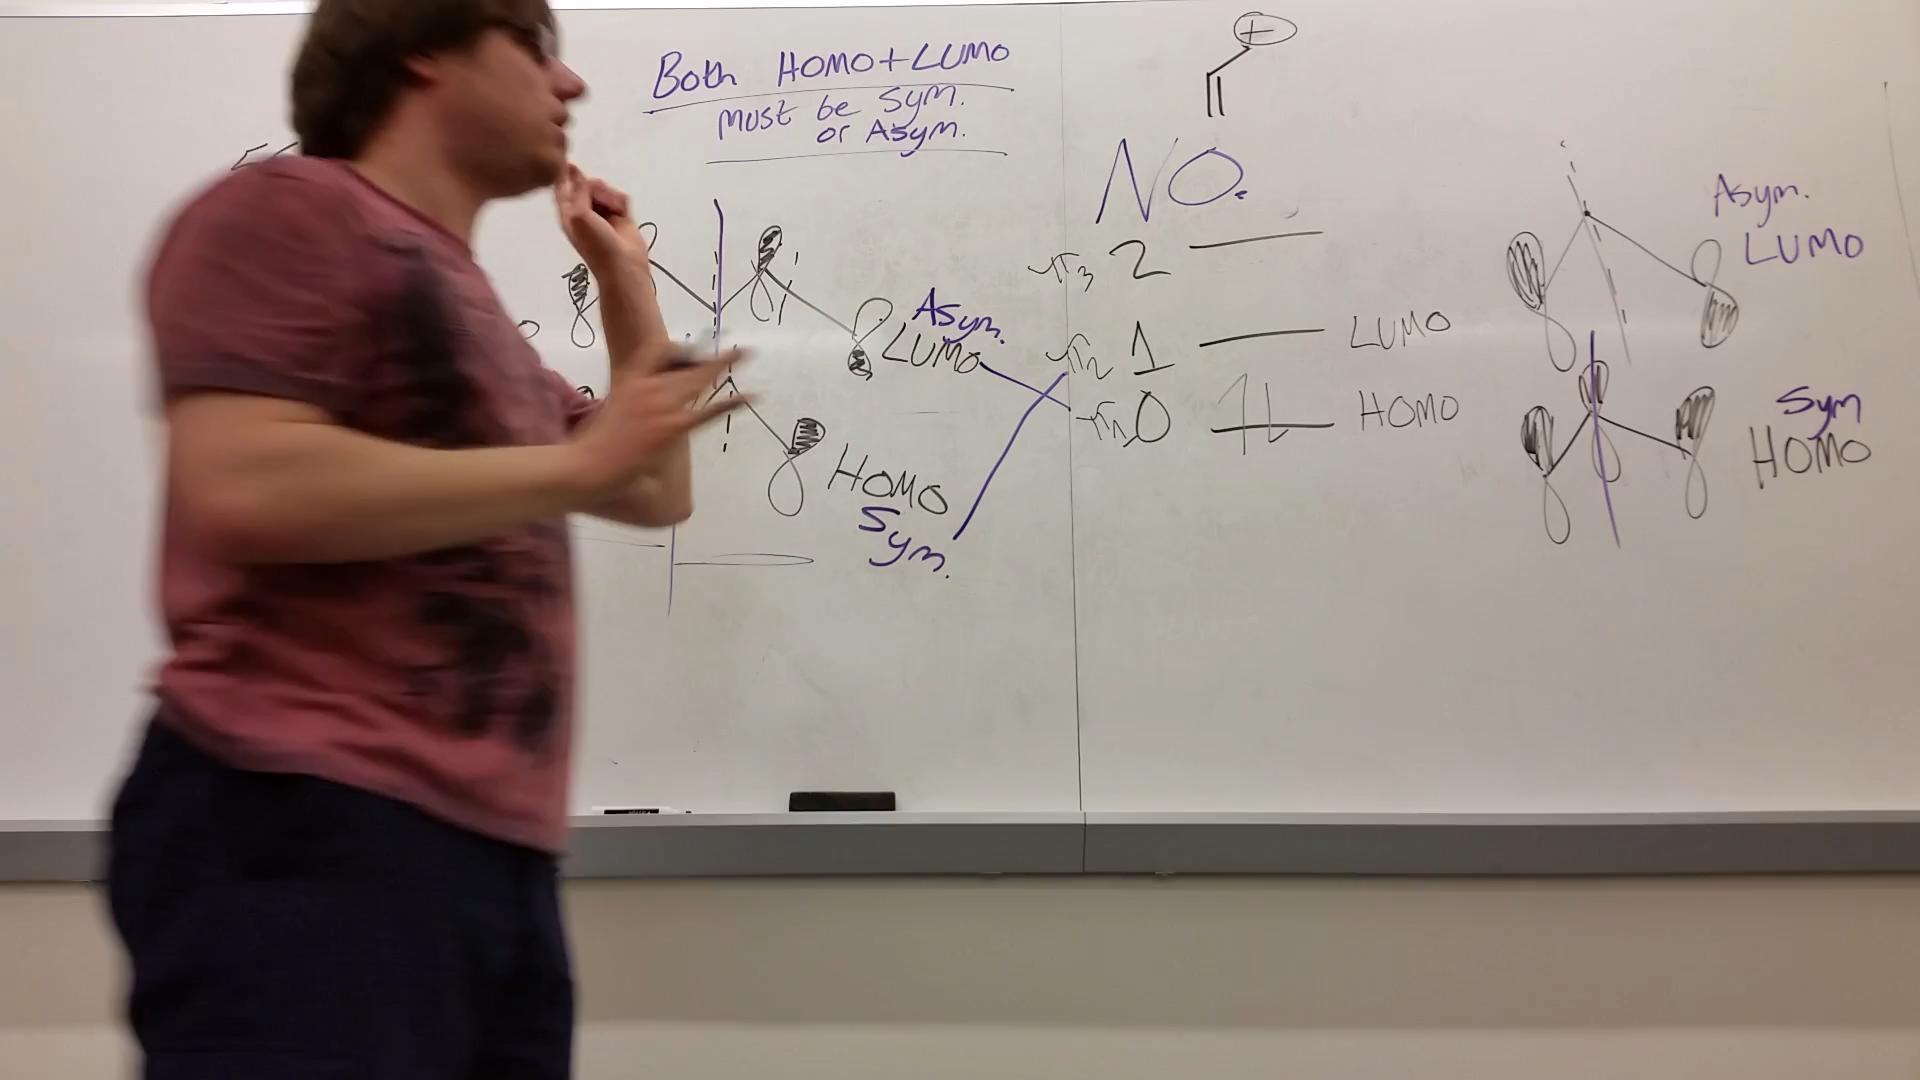 Both HOMO+LUMO
must be Sym.
or Asym.
Asym.
LUMO
HOMO
Sym.
+
NO.
π3 2
π2 1 LUMO
π1 0 HOMO
Asym.
LUMO
Sym
HOMO